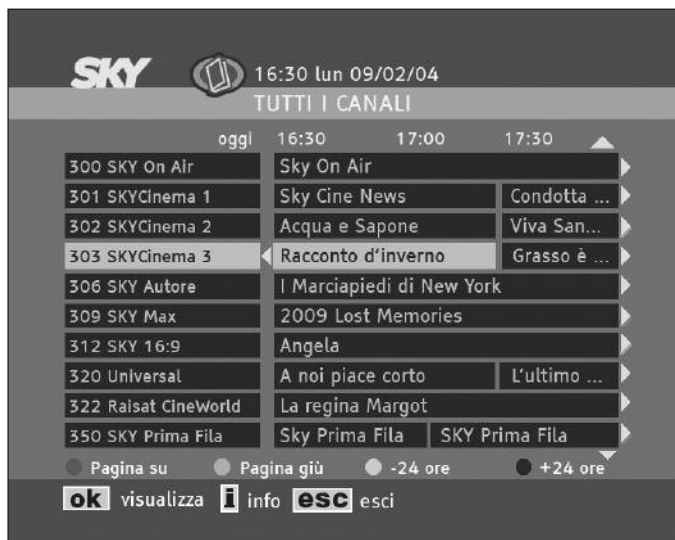 SKY 16:30 lun 09/02/04
TUTTI I CANALI
oggi 16:30 17:00 17:30
300 SKY On Air Sky On Air
301 SKYCinema 1 Sky Cine News Condotta ...
302 SKYCinema 2 Acqua e Sapone Viva San...
303 SKYCinema 3 Racconto d'inverno Grasso è ...
306 SKY Autore I Marciapiedi di New York
309 SKY Max 2009 Lost Memories
312 SKY 16:9 Angela
320 Universal A noi piace corto L'ultimo ...
322 Raisat CineWorld La regina Margot
350 SKY Prima Fila Sky Prima Fila SKY Prima Fila
Pagina su Pagina giù -24 ore +24 ore
ok visualizza i info esc esci